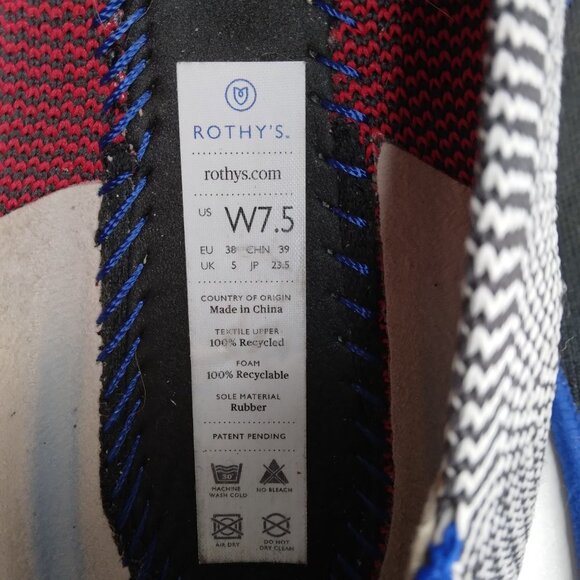 ROTHY'S™
rothys.com
US W7.5
EU 38 CHN 39
UK 5 JP 23.5
COUNTRY OF ORIGIN
Made in China
TEXTILE UPPER
100% Recycled
FOAM
100% Recyclable
SOLE MATERIAL
Rubber
PATENT PENDING
30
MACHINE WASH COLD
NO BLEACH
AIR DRY
DO NOT DRY CLEAN